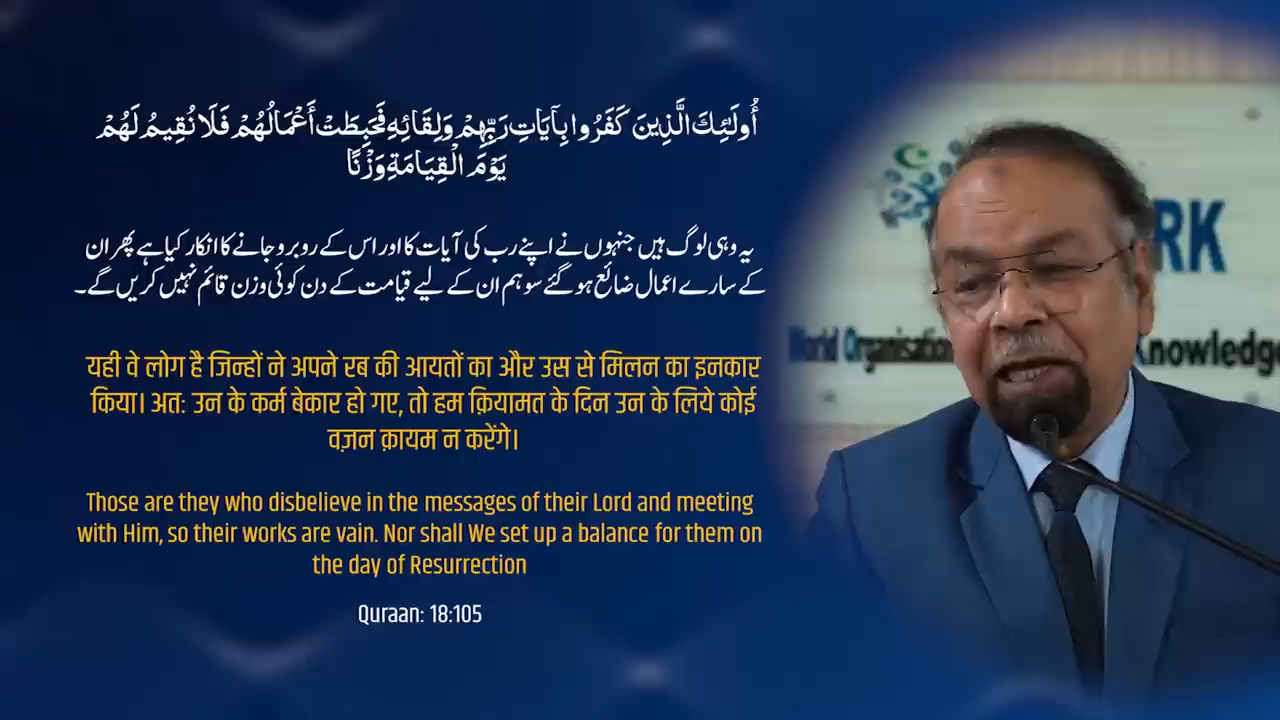 أُولَٰئِكَ الَّذِينَ كَفَرُوا بِآيَاتِ رَبِّهِمْ وَلِقَائِهِ فَحَبِطَتْ أَعْمَالُهُمْ فَلَا نُقِيمُ لَهُمْ
يَوْمَ الْقِيَامَةِ وَزْنًا
یہ وہی لوگ ہیں جنہوں نے اپنے رب کی آیات کا اور اس کے روبرو جانے کا انکار کیا ہے پھر ان
کے سارے اعمال ضائع ہو گئے سو ہم ان کے لیے قیامت کے دن کوئی وزن قائم نہیں کریں گے۔
यही वे लोग है जिन्होंं ने अपने रब की आयतों का और उस से मिलन का इनकार
किया। अतः उन के कर्म बेकार हो गए, तो हम क़ियामत के दिन उन के लिये कोई
वज़न क़ायम न करेंगे।
Those are they who disbelieve in the messages of their Lord and meeting
with Him, so their works are vain. Nor shall We set up a balance for them on
the day of Resurrection
Quraan: 18:105
RK
World Organisation
Knowledge